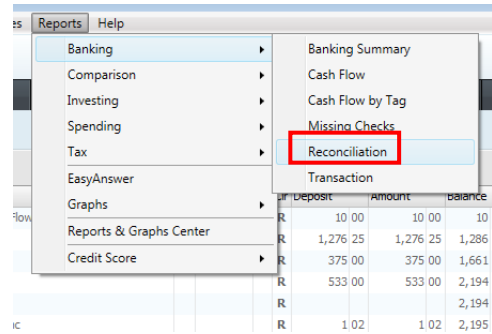 es Reports Help
Banking
Comparison
Investing
Spending
Tax
EasyAnswer
Graphs
Reports & Graphs Center
Credit Score
Banking Summary
Cash Flow
Cash Flow by Tag
Missing Checks
Reconciliation
Transaction
Clr Deposit Amount Balance
Flow R 10 00 10 00 10
R 1,276 25 1,276 25 1,286
R 375 00 375 00 1,661
R 533 00 533 00 2,194
R 2,194
nc R 1 02 1 02 2,195